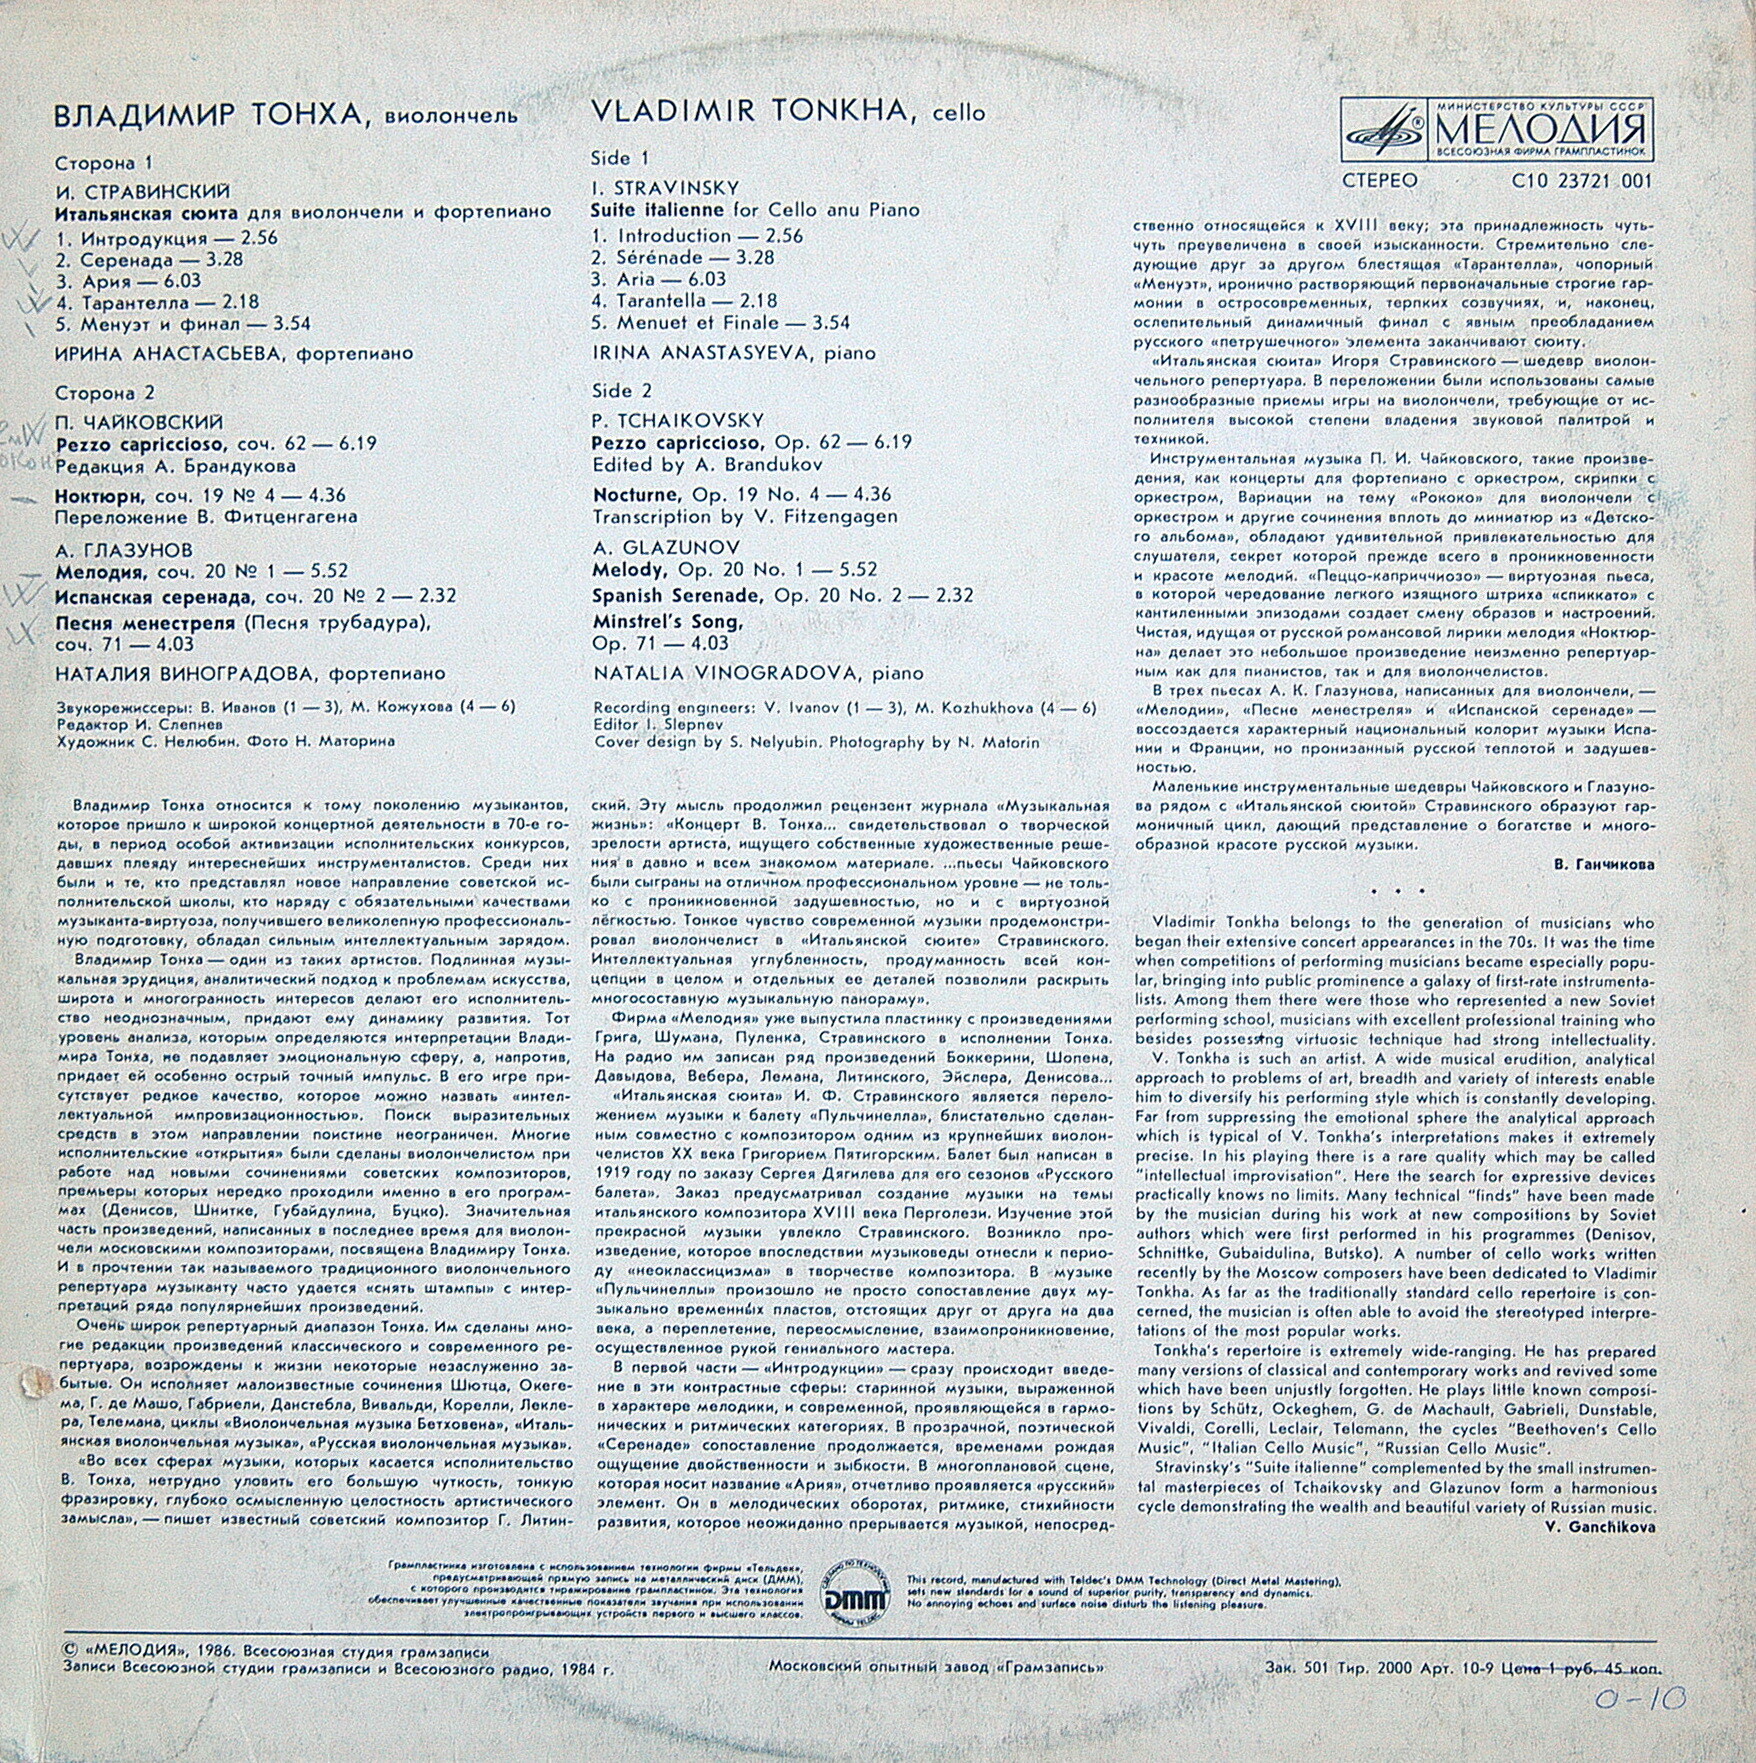 ВЛАДИМИР ТОНХА, виолончель
Сторона 1
И. СТРАВИНСКИЙ
Итальянская сюита для виолончели и фортепиано
1. Интродукция — 2.56
2. Серенада — 3.28
3. Ария — 6.03
4. Тарантелла — 2.18
5. Менуэт и финал — 3.54
ИРИНА АНАСТАСЬЕВА, фортепиано
Сторона 2
П. ЧАЙКОВСКИЙ
Pezzo capriccioso, соч. 62 — 6.19
Редакция А. Брандукова
Ноктюрн, соч. 19 № 4 — 4.36
Переложение В. Фитценгагена
А. ГЛАЗУНОВ
Мелодия, соч. 20 № 1 — 5.52
Испанская серенада, соч. 20 № 2 — 2.32
Песня менестреля (Песня трубадура),
соч. 71 — 4.03
НАТАЛИЯ ВИНОГРАДОВА, фортепиано
Звукорежиссеры: В. Иванов (1 — 3), М. Кожухова (4 — 6)
Редактор И. Слепнев
Художник С. Нелюбин. Фото Н. Маторина
VLADIMIR TONKHA, cello
Side 1
I. STRAVINSKY
Suite italienne for Cello anu Piano
1. Introduction — 2.56
2. Sérénade — 3.28
3. Aria — 6.03
4. Tarantella — 2.18
5. Menuet et Finale — 3.54
IRINA ANASTASYEVA, piano
Side 2
P. TCHAIKOVSKY
Pezzo capriccioso, Op. 62 — 6.19
Edited by A. Brandukov
Nocturne, Op. 19 No. 4 — 4.36
Transcription by V. Fitzengagen
A. GLAZUNOV
Melody, Op. 20 No. 1 — 5.52
Spanish Serenade, Op. 20 No. 2 — 2.32
Minstrel's Song,
Op. 71 — 4.03
NATALIA VINOGRADOVA, piano
Recording engineers: V. Ivanov (1 — 3), M. Kozhukhova (4 — 6)
Editor I. Slepnev
Cover design by S. Nelyubin. Photography by N. Matorin
МИНИСТЕРСТВО КУЛЬТУРЫ СССР
МЕЛОДИЯ
ВСЕСОЮЗНАЯ ФИРМА ГРАМПЛАСТИНОК
СТЕРЕО С10 23721 001
Владимир Тонха относится к тому поколению музыкантов,
которое пришло к широкой концертной деятельности в 70-е го-
ды, в период особой активизации исполнительских конкурсов,
давших плеяду интереснейших инструменталистов. Среди них
были и те, кто представлял новое направление советской ис-
полнительской школы, кто наряду с обязательными качествами
музыканта-виртуоза, получившего великолепную профессиональ-
ную подготовку, обладал сильным интеллектуальным зарядом.
Владимир Тонха — один из таких артистов. Подлинная музы-
кальная эрудиция, аналитический подход к проблемам искусства,
широта и многогранность интересов делают его исполнитель-
ство неоднозначным, придают ему динамику развития. Тот
уровень анализа, которым определяются интерпретации Влади-
мира Тонха, не подавляет эмоциональную сферу, а, напротив,
придает ей особенно острый точный импульс. В его игре при-
сутствует редкое качество, которое можно назвать «интел-
лектуальной импровизационностью». Поиск выразительных
средств в этом направлении поистине неограничен. Многие
исполнительские «открытия» были сделаны виолончелистом при
работе над новыми сочинениями советских композиторов,
премьеры которых нередко проходили именно в его програм-
мах (Денисов, Шнитке, Губайдулина, Буцко). Значительная
часть произведений, написанных в последнее время для виолон-
чели московскими композиторами, посвящена Владимиру Тонха.
И в прочтении так называемого традиционного виолончельного
репертуара музыканту часто удается «снять штампы» с интер-
претаций ряда популярнейших произведений.
Очень широк репертуарный диапазон Тонха. Им сделаны мно-
гие редакции произведений классического и современного ре-
пертуара, возрождены к жизни некоторые незаслуженно за-
бытые. Он исполняет малоизвестные сочинения Шютца, Океге-
ма, Г. де Машо, Габриели, Данстебла, Вивальди, Корелли, Лекле-
ра, Телемана, циклы «Виолончельная музыка Бетховена», «Италь-
янская виолончельная музыка», «Русская виолончельная музыка».
«Во всех сферах музыки, которых касается исполнительство
В. Тонха, нетрудно уловить его большую чуткость, тонкую
фразировку, глубоко осмысленную целостность артистического
замысла», — пишет известный советский композитор Г. Литин-
ский. Эту мысль продолжил рецензент журнала «Музыкальная
жизнь»: «Концерт В. Тонха... свидетельствовал о творческой
зрелости артиста, ищущего собственные художественные реше-
ния в давно и всем знакомом материале. ...пьесы Чайковского
были сыграны на отличном профессиональном уровне — не толь-
ко с проникновенной задушевностью, но и с виртуозной
лёгкостью. Тонкое чувство современной музыки продемонстри-
ровал виолончелист в «Итальянской сюите» Стравинского.
Интеллектуальная углубленность, продуманность всей кон-
цепции в целом и отдельных ее деталей позволили раскрыть
многосоставную музыкальную панораму».
Фирма «Мелодия» уже выпустила пластинку с произведениями
Грига, Шумана, Пуленка, Стравинского в исполнении Тонха.
На радио им записан ряд произведений Боккерини, Шопена,
Давыдова, Вебера, Лемана, Литинского, Эйслера, Денисова...
«Итальянская сюита» И. Ф. Стравинского является перело-
жением музыки к балету «Пульчинелла», блистательно сделан-
ным совместно с композитором одним из крупнейших виолон-
челистов XX века Григорием Пятигорским. Балет был написан в
1919 году по заказу Сергея Дягилева для его сезонов «Русского
балета». Заказ предусматривал создание музыки на темы
итальянского композитора XVIII века Перголези. Изучение этой
прекрасной музыки увлекло Стравинского. Возникло про-
изведение, которое впоследствии музыковеды отнесли к перио-
ду «неоклассицизма» в творчестве композитора. В музыке
«Пульчинеллы» произошло не просто сопоставление двух му-
зыкально временны́х пластов, отстоящих друг от друга на два
века, а переплетение, переосмысление, взаимопроникновение,
осуществленное рукой гениального мастера.
В первой части — «Интродукции» — сразу происходит введе-
ние в эти контрастные сферы: старинной музыки, выраженной
в характере мелодики, и современной, проявляющейся в гармо-
нических и ритмических категориях. В прозрачной, поэтической
«Серенаде» сопоставление продолжается, временами рождая
ощущение двойственности и зыбкости. В многоплановой сцене,
которая носит название «Ария», отчетливо проявляется «русский»
элемент. Он в мелодических оборотах, ритмике, стихийности
развития, которое неожиданно прерывается музыкой, непосред-
ственно относящейся к XVIII веку; эта принадлежность чуть-
чуть преувеличена в своей изысканности. Стремительно сле-
дующие друг за другом блестящая «Тарантелла», чопорный
«Менуэт», иронично растворяющий первоначальные строгие гар-
монии в остросовременных, терпких созвучиях, и, наконец,
ослепительный динамичный финал с явным преобладанием
русского «петрушечного» элемента заканчивают сюиту.
«Итальянская сюита» Игоря Стравинского — шедевр виолон-
чельного репертуара. В переложении были использованы самые
разнообразные приемы игры на виолончели, требующие от ис-
полнителя высокой степени владения звуковой палитрой и
техникой.
Инструментальная музыка П. И. Чайковского, такие произве-
дения, как концерты для фортепиано с оркестром, скрипки с
оркестром, Вариации на тему «Рококо» для виолончели с
оркестром и другие сочинения вплоть до миниатюр из «Детско-
го альбома», обладают удивительной привлекательностью для
слушателя, секрет которой прежде всего в проникновенности
и красоте мелодий. «Пеццо-каприччиозо» — виртуозная пьеса,
в которой чередование легкого изящного штриха «спиккато» с
кантиленными эпизодами создает смену образов и настроений.
Чистая, идущая от русской романсовой лирики мелодия «Ноктюр-
на» делает это небольшое произведение неизменно репертуар-
ным как для пианистов, так и для виолончелистов.
В трех пьесах А. К. Глазунова, написанных для виолончели, —
«Мелодии», «Песне менестреля» и «Испанской серенаде» —
воссоздается характерный национальный колорит музыки Испа-
нии и Франции, но пронизанный русской теплотой и задушев-
ностью.
Маленькие инструментальные шедевры Чайковского и Глазуно-
ва рядом с «Итальянской сюитой» Стравинского образуют гар-
моничный цикл, дающий представление о богатстве и много-
образной красоте русской музыки.
В. Ганчикова
• • •
Vladimir Tonkha belongs to the generation of musicians who
began their extensive concert appearances in the 70s. It was the time
when competitions of performing musicians became especially popu-
lar, bringing into public prominence a galaxy of first-rate instrumenta-
lists. Among them there were those who represented a new Soviet
performing school, musicians with excellent professional training who
besides possessing virtuosic technique had strong intellectuality.
V. Tonkha is such an artist. A wide musical erudition, analytical
approach to problems of art, breadth and variety of interests enable
him to diversify his performing style which is constantly developing.
Far from suppressing the emotional sphere the analytical approach
which is typical of V. Tonkha's interpretations makes it extremely
precise. In his playing there is a rare quality which may be called
"intellectual improvisation". Here the search for expressive devices
practically knows no limits. Many technical "finds" have been made
by the musician during his work at new compositions by Soviet
authors which were first performed in his programmes (Denisov,
Schnittke, Gubaidulina, Butsko). A number of cello works written
recently by the Moscow composers have been dedicated to Vladimir
Tonkha. As far as the traditionally standard cello repertoire is con-
cerned, the musician is often able to avoid the stereotyped interpre-
tations of the most popular works.
Tonkha's repertoire is extremely wide-ranging. He has prepared
many versions of classical and contemporary works and revived some
which have been unjustly forgotten. He plays little known composi-
tions by Schütz, Ockeghem, G. de Machault, Gabrieli, Dunstable,
Vivaldi, Corelli, Leclair, Telemann, the cycles "Beethoven's Cello
Music", "Italian Cello Music", "Russian Cello Music".
Stravinsky's "Suite italienne" complemented by the small instrumen-
tal masterpieces of Tchaikovsky and Glazunov form a harmonious
cycle demonstrating the wealth and beautiful variety of Russian music.
V. Ganchikova
Грампластинка изготовлена с использованием технологии фирмы «Тельдек»,
предусматривающей прямую запись на металлический диск (ДММ),
с которого производится тиражирование грампластинок. Эта технология
обеспечивает улучшенные качественные показатели звучания при использовании
электропроигрывающих устройств первого и высшего классов.
DMM
This record, manufactured with Teldec's DMM Technology (Direct Metal Mastering),
sets new standards for a sound of superior purity, transparency and dynamics.
No annoying echoes and surface noise disturb the listening pleasure.
© «МЕЛОДИЯ», 1986. Всесоюзная студия грамзаписи
Записи Всесоюзной студии грамзаписи и Всесоюзного радио, 1984 г.
Московский опытный завод «Грамзапись»
Зак. 501 Тир. 2000 Арт. 10-9 Цена 1 руб. 45 коп.
0-10